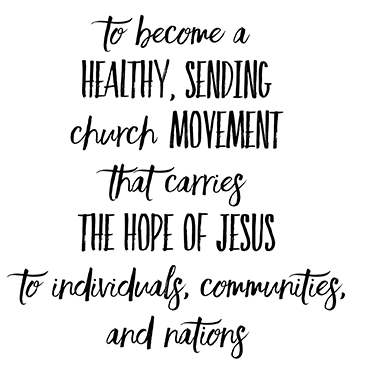 to become a
HEALTHY, SENDING
church MOVEMENT
that carries
THE HOPE OF JESUS
to individuals, communities,
and nations